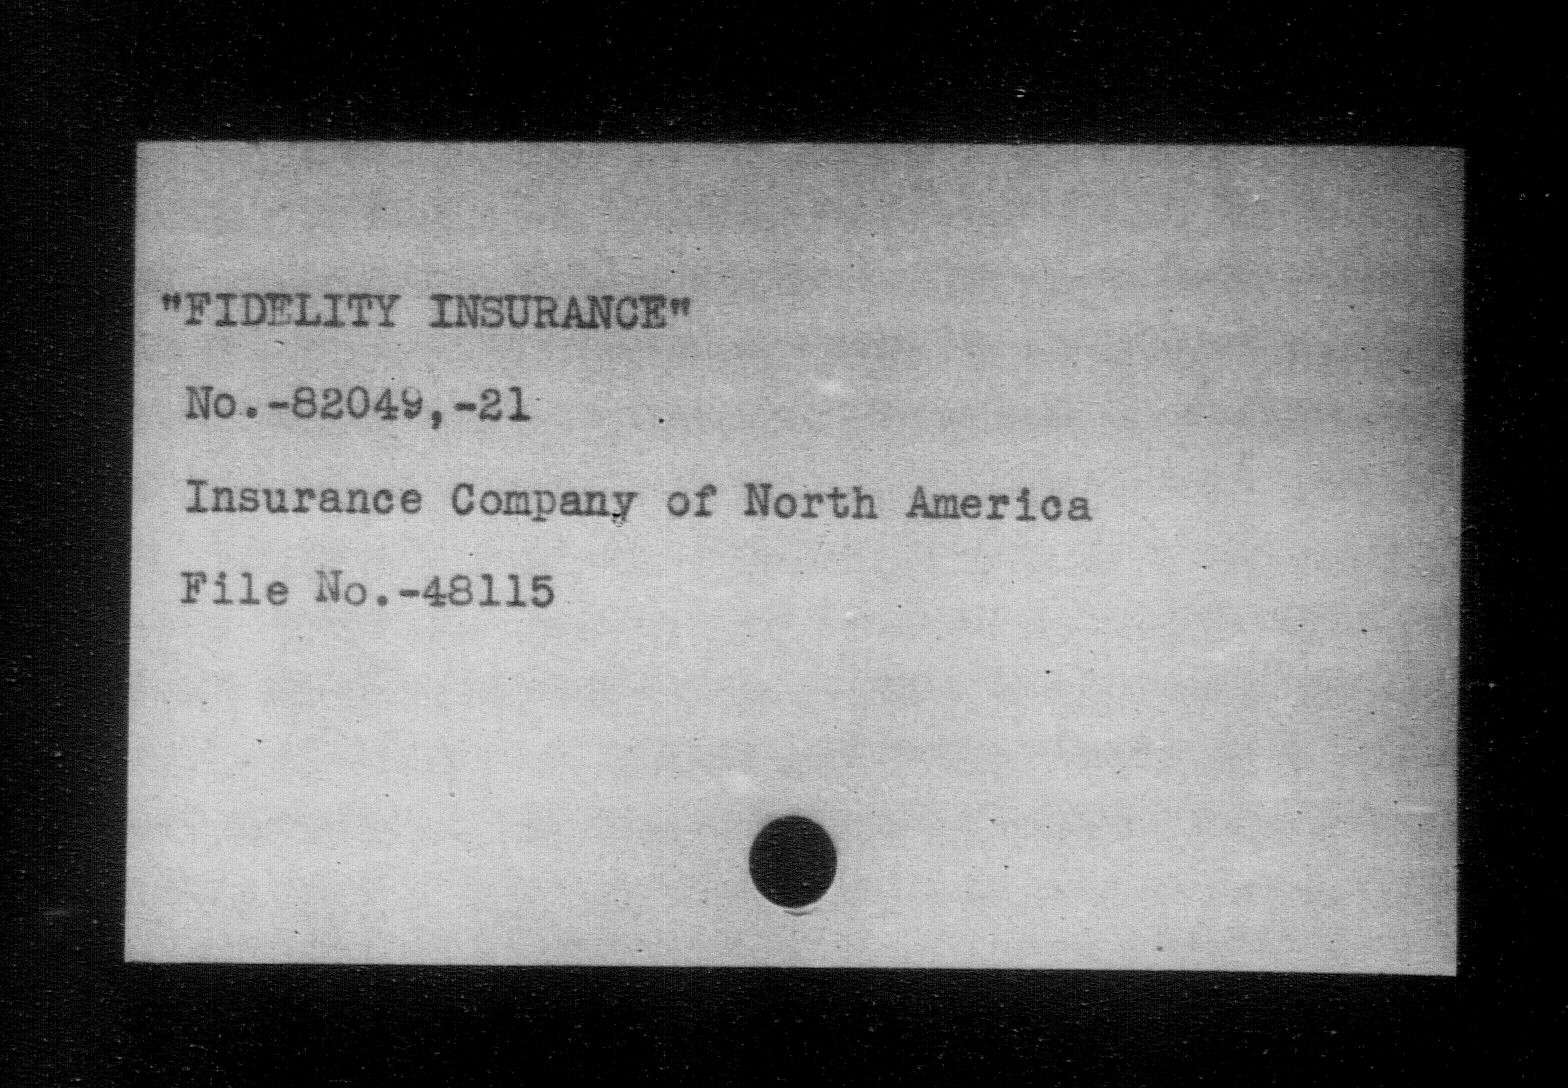 "FIDELITY INSURANCE"
No.-82049,-21
Insurance Company of North America
File No.-48115